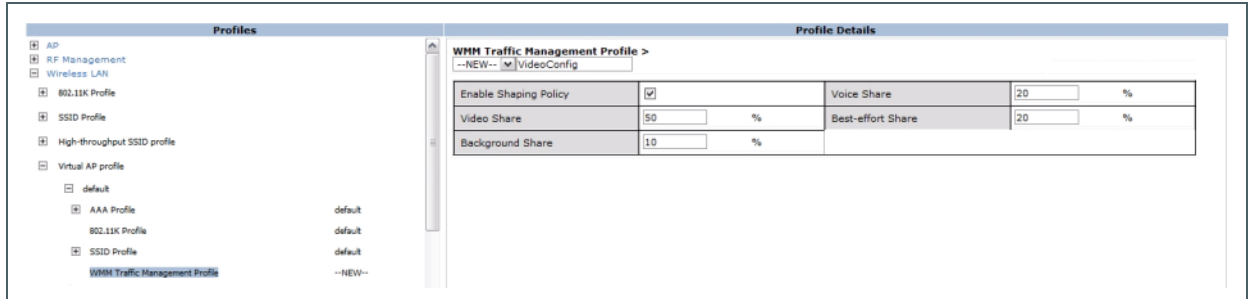 Profiles
AP
RF Management
Wireless LAN
802.11K Profile
SSID Profile
High-throughput SSID profile
Virtual AP profile
default
AAA Profile default
802.11K Profile default
SSID Profile default
WMM Traffic Management Profile --NEW--
Profile Details
WMM Traffic Management Profile >
--NEW-- VideoConfig
Enable Shaping Policy Voice Share 20 %
Video Share 50 % Best-effort Share 20 %
Background Share 10 %